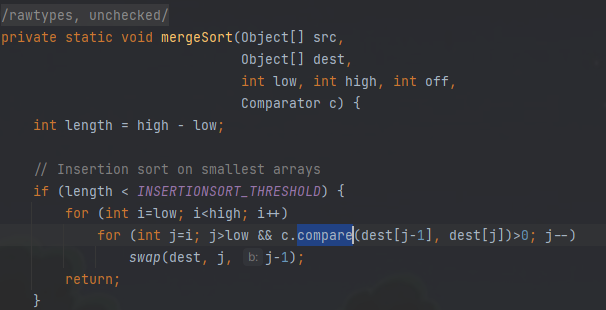 /rawtypes, unchecked/
private static void mergeSort(Object[] src,
Object[] dest,
int low, int high, int off,
Comparator c) {
int length = high - low;
// Insertion sort on smallest arrays
if (length < INSERTIONSORT_THRESHOLD) {
for (int i=low; i<high; i++)
for (int j=i; j>low && c.compare(dest[j-1], dest[j])>0; j--)
swap(dest, j, b: j-1);
return;
}